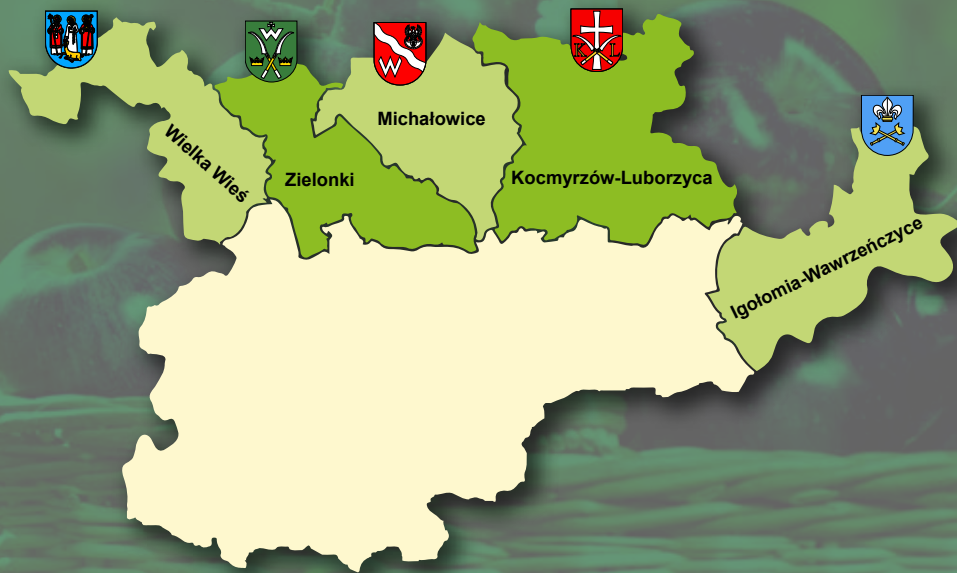 W
W
K L
Michałowice
Wielka Wieś
Zielonki
Kocmyrzów-Luborzyca
Igołomia-Wawrzeńczyce